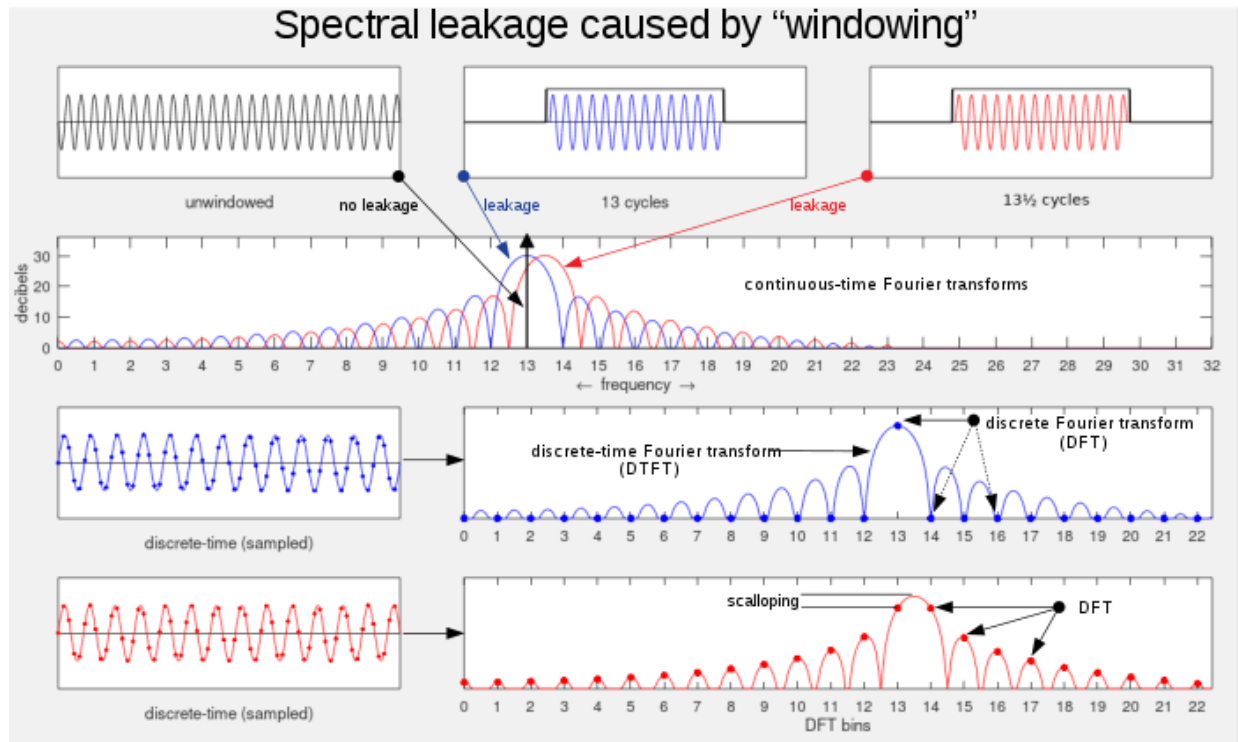 Spectral leakage caused by “windowing”
unwindowed
no leakage
leakage
13 cycles
leakage
13½ cycles
decibels
30
20
10
0
continuous-time Fourier transforms
0 1 2 3 4 5 6 7 8 9 10 11 12 13 14 15 16 17 18 19 20 21 22 23 24 25 26 27 28 29 30 31 32
← frequency →
discrete-time (sampled)
discrete-time Fourier transform
(DTFT)
discrete Fourier transform
(DFT)
0 1 2 3 4 5 6 7 8 9 10 11 12 13 14 15 16 17 18 19 20 21 22
discrete-time (sampled)
scalloping
DFT
0 1 2 3 4 5 6 7 8 9 10 11 12 13 14 15 16 17 18 19 20 21 22
DFT bins